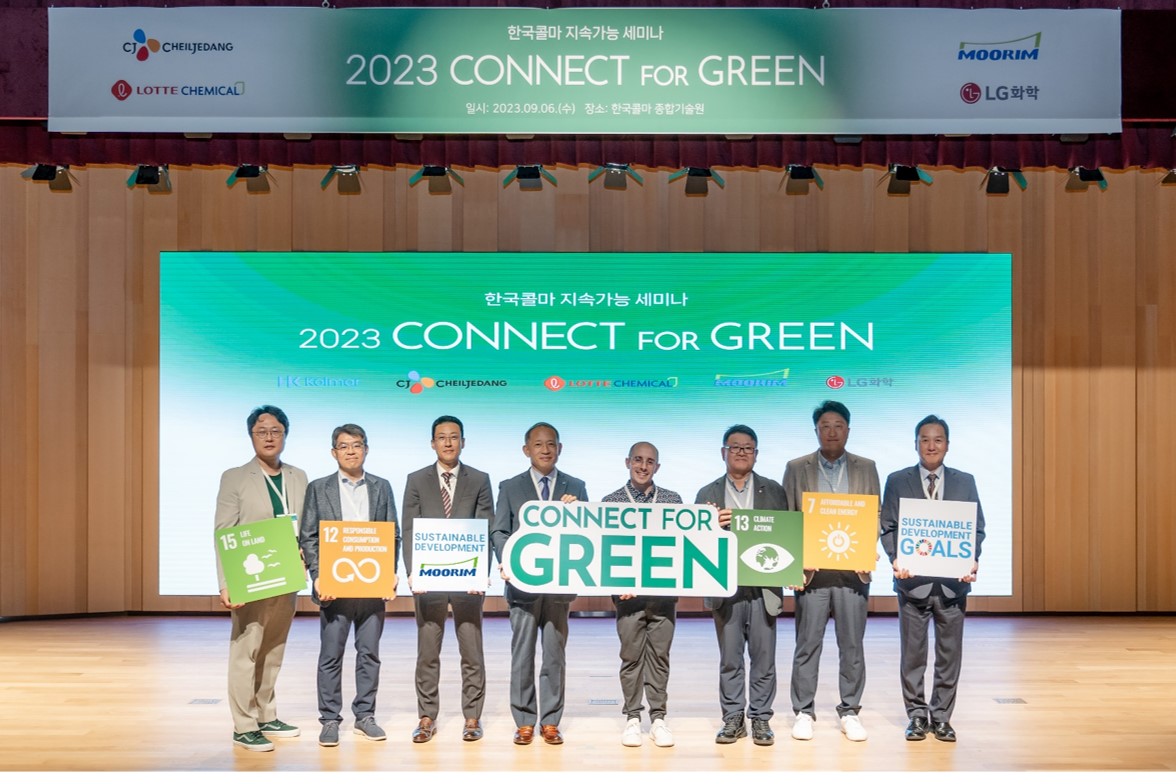 한국콜마 지속가능 세미나
2023 CONNECT FOR GREEN
일시: 2023.09.06.(수) 장소: 한국콜마 종합기술원
CJ CHEILJEDANG
LOTTE CHEMICAL
MOORIM
LG화학
한국콜마 지속가능 세미나
2023 CONNECT FOR GREEN
HK kolmar
CJ CHEILJEDANG
LOTTE CHEMICAL
MOORIM
LG화학
15 LIFE
ON LAND
12 RESPONSIBLE
CONSUMPTION
AND PRODUCTION
SUSTAINABLE
DEVELOPMENT
MOORIM
CONNECT FOR
GREEN
13 CLIMATE
ACTION
7 AFFORDABLE AND
CLEAN ENERGY
SUSTAINABLE
DEVELOPMENT
GOALS